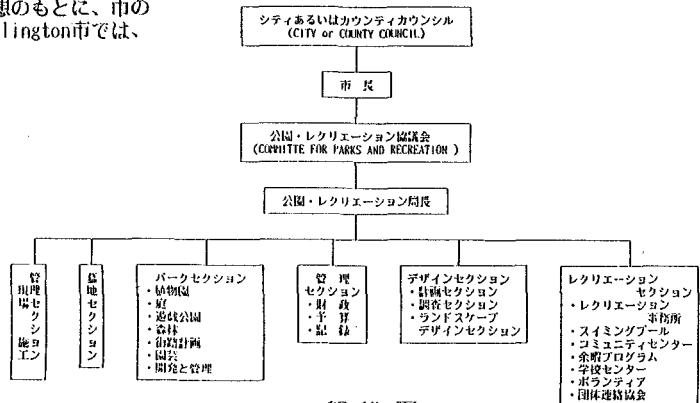 想のもとに、市の
lington市では、
シティあるいはカウンティカウンシル
(CITY or COUNTY COUNCIL)
市 長
公園・レクリエーション協議会
(COMMITTE FOR PARKS AND RECREATION )
公園・レクリエーション局長
管理
現場セクション
施工
墓地セクション
パークセクション
・植物園
・庭
・遊戯公園
・森林
・街路計画
・園芸
・開発と管理
管 理
セクション
・財 政
・予 算
・記 録
デザインセクション
・計画セクション
・調査セクション
・ランドスケープ
デザインセクション
レクリエーション
セクション
・レクリエーション
事務所
・スイミングプール
・コミュニティセンター
・余暇プログラム
・学校センター
・ボランティア
・団体連絡協会